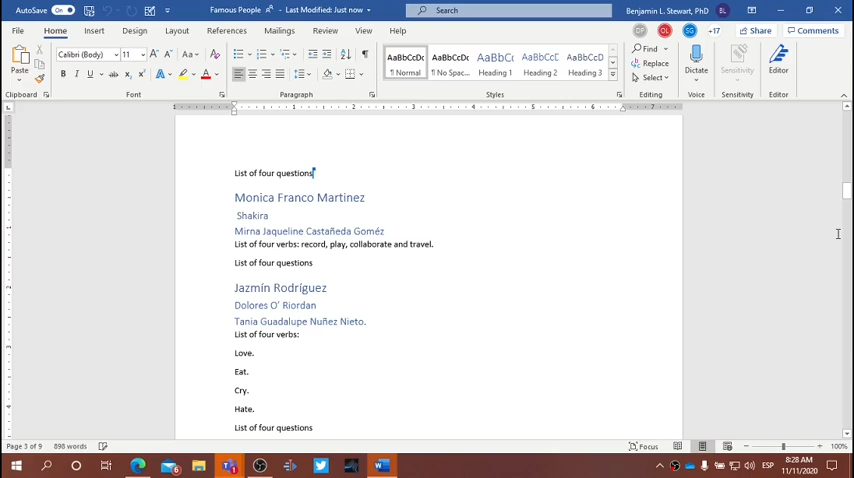 AutoSave On
Famous People - Last Modified: Just now
Search
Benjamin L. Stewart, PhD BL
File Home Insert Design Layout References Mailings Review View Help
DP OL SG +17 Share Comments
Paste
Calibri (Body) 11
AaBbCcDc AaBbCcDc AaBbCc AaBbCcD AaBbCcD
¶ Normal ¶ No Spac... Heading 1 Heading 2 Heading 3
Find
Replace
Select
Dictate
Sensitivity
Editor
Clipboard Font Paragraph Styles Editing Voice Sensitivity Editor
List of four questions
Monica Franco Martinez
Shakira
Mirna Jaqueline Castañeda Goméz
List of four verbs: record, play, collaborate and travel.
List of four questions
Jazmín Rodríguez
Dolores O' Riordan
Tania Guadalupe Nuñez Nieto.
List of four verbs:
Love.
Eat.
Cry.
Hate.
List of four questions
Page 3 of 9 898 words
Focus
100%
ESP
8:28 AM
11/11/2020